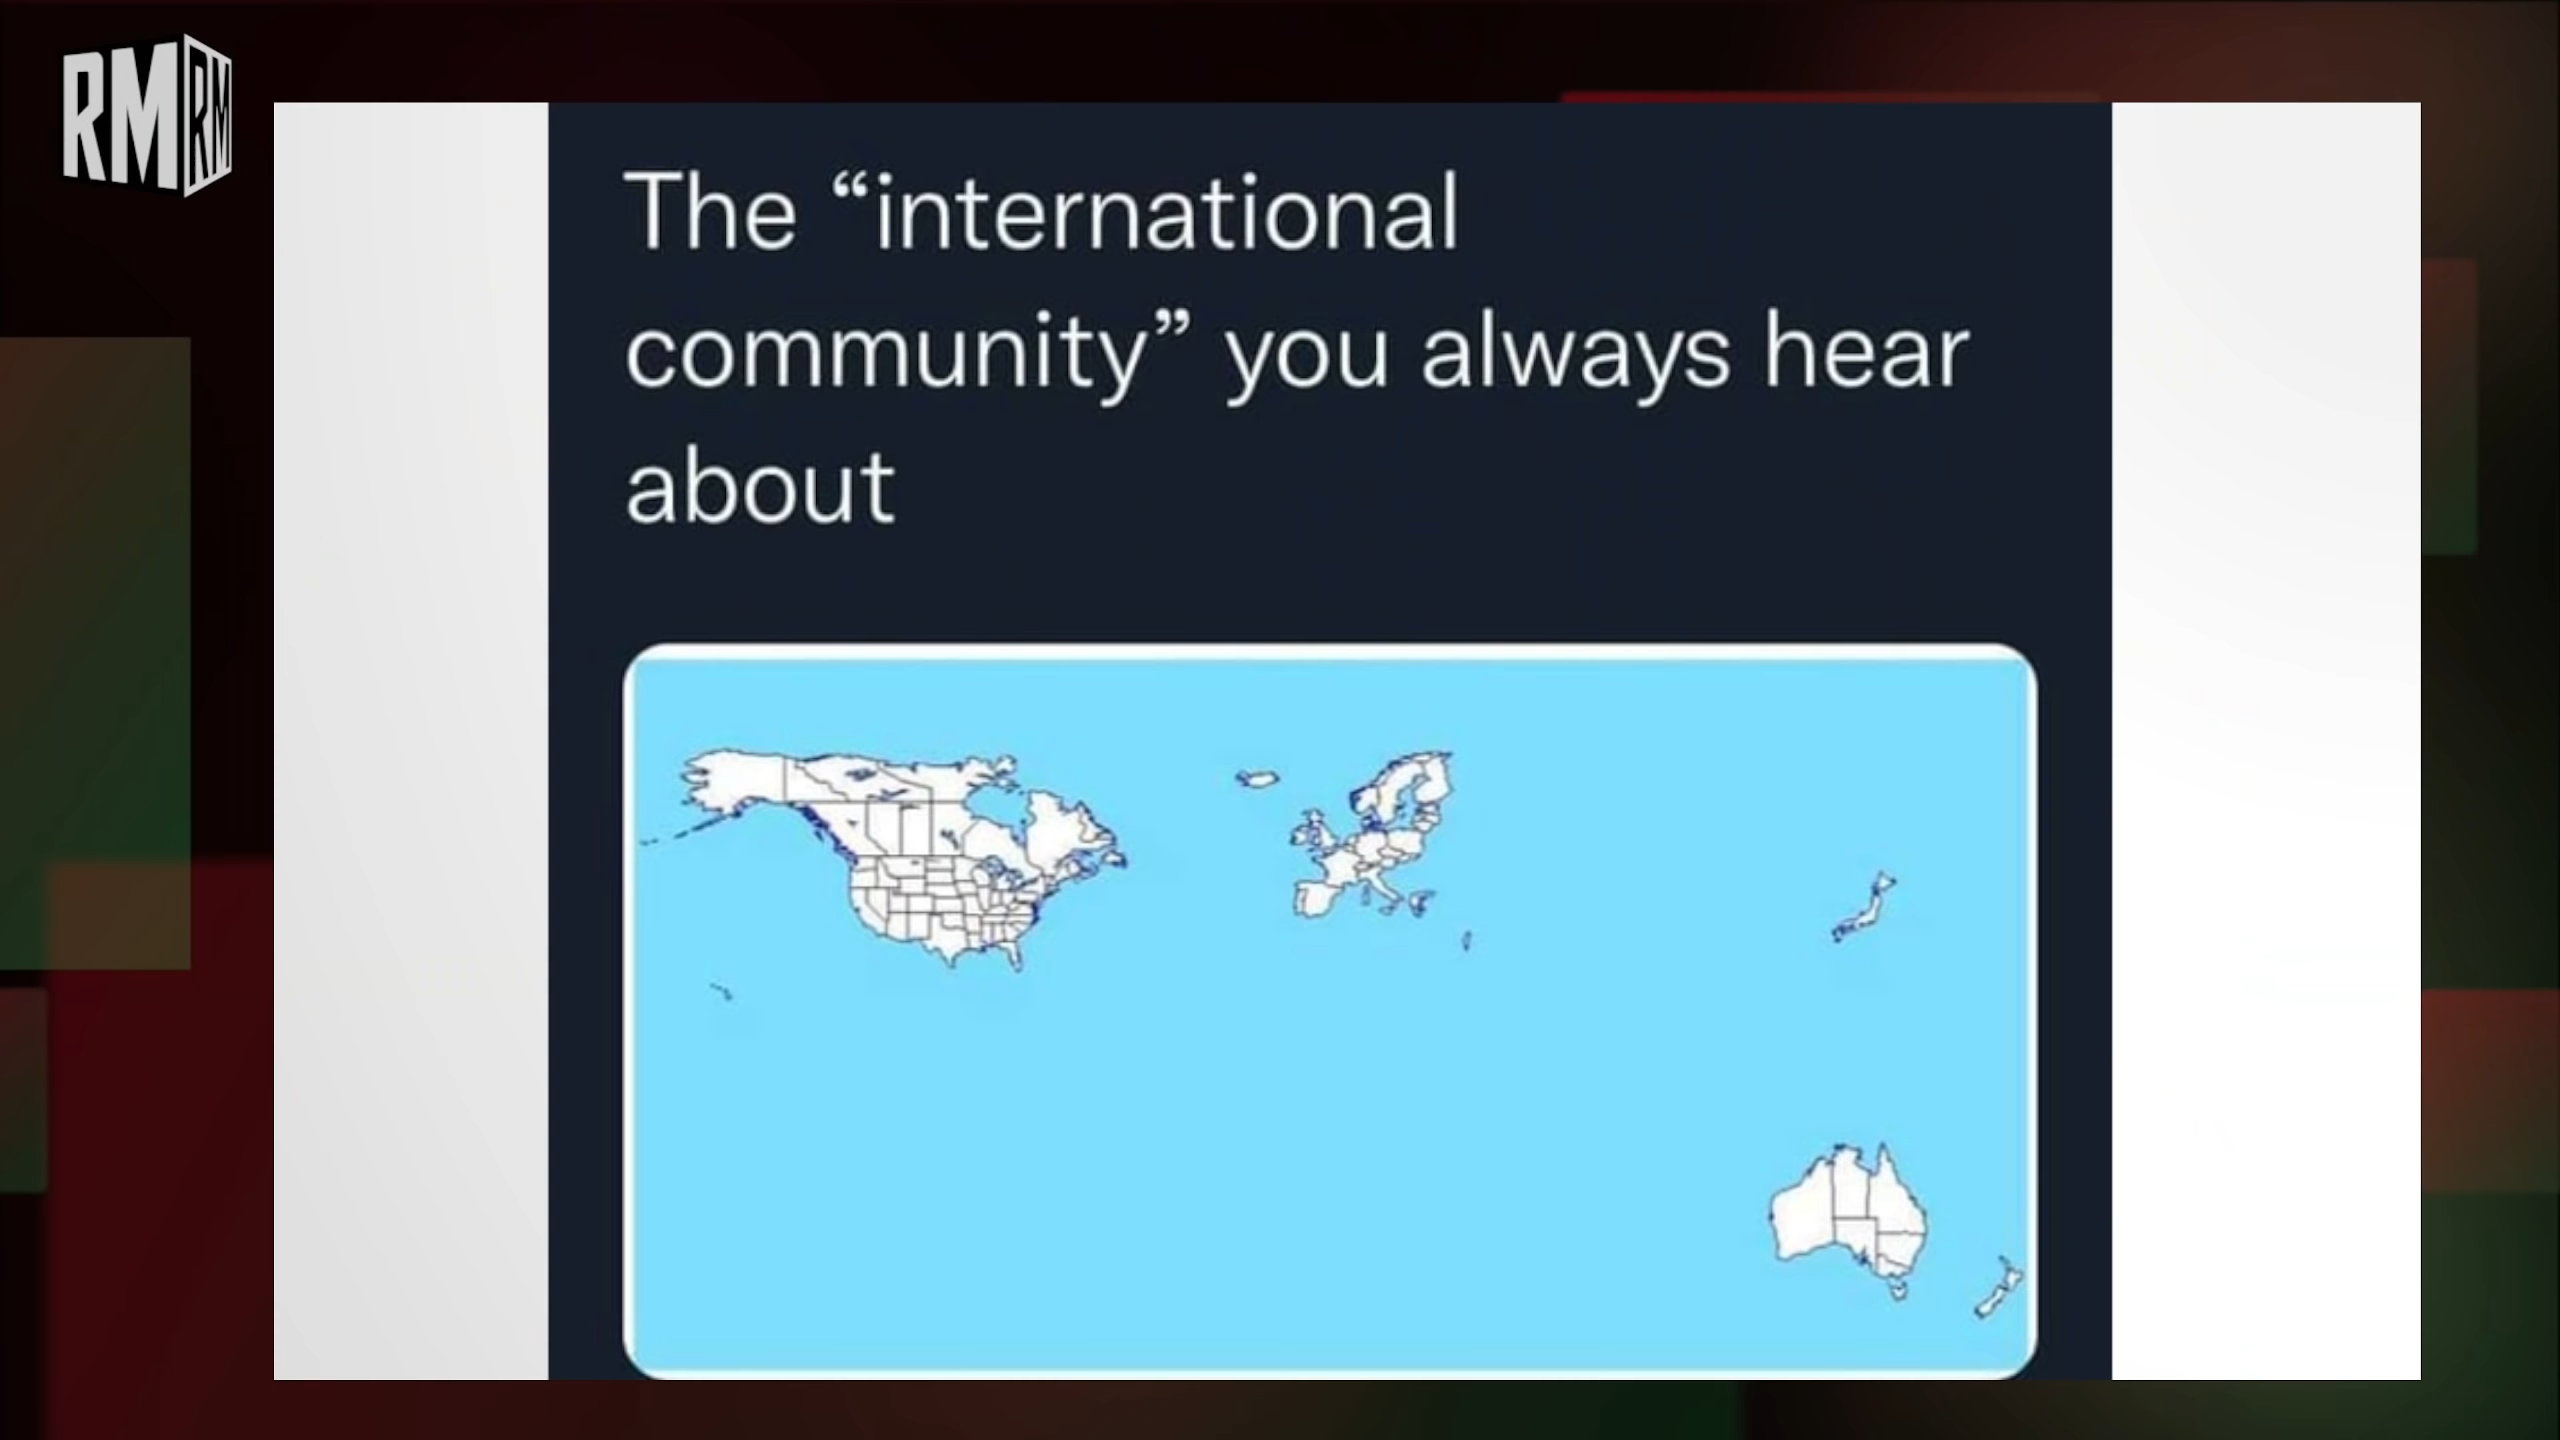 RM RM
The “international
community” you always hear
about